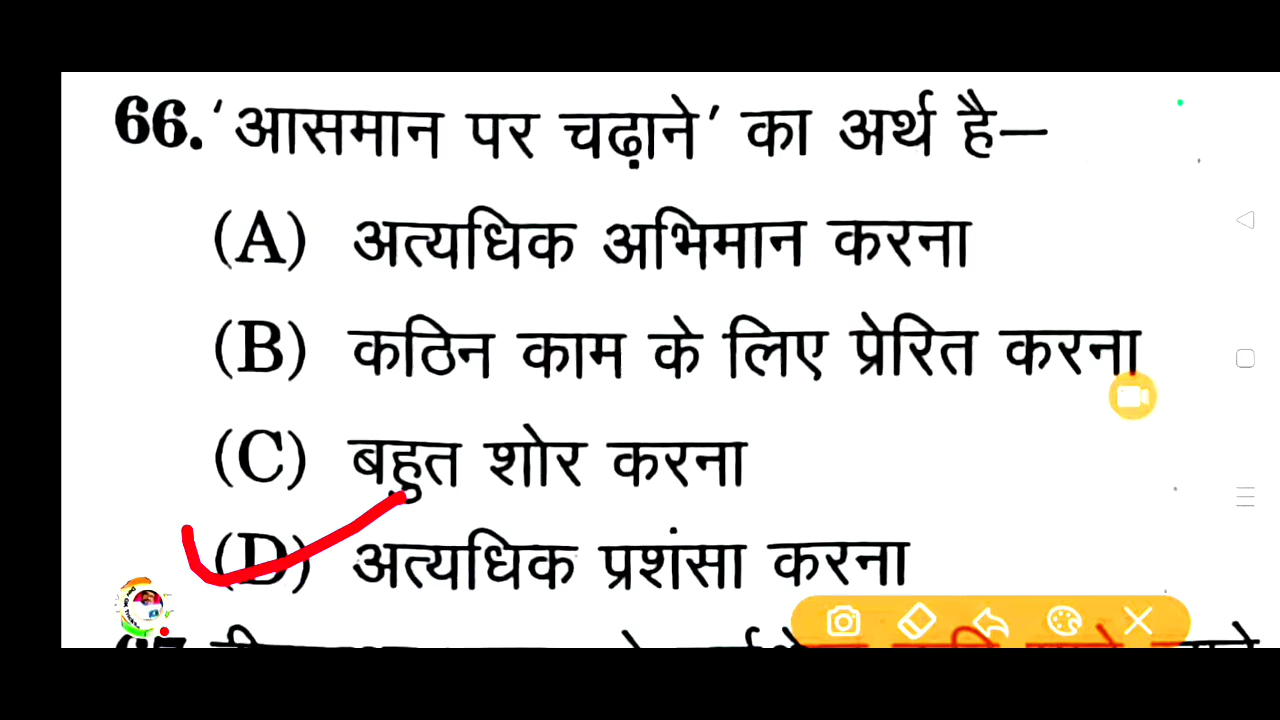 66. 'आसमान पर चढ़ाने' का अर्थ है—
(A) अत्यधिक अभिमान करना
(B) कठिन काम के लिए प्रेरित करना
(C) बहुत शोर करना
(D) अत्यधिक प्रशंसा करना